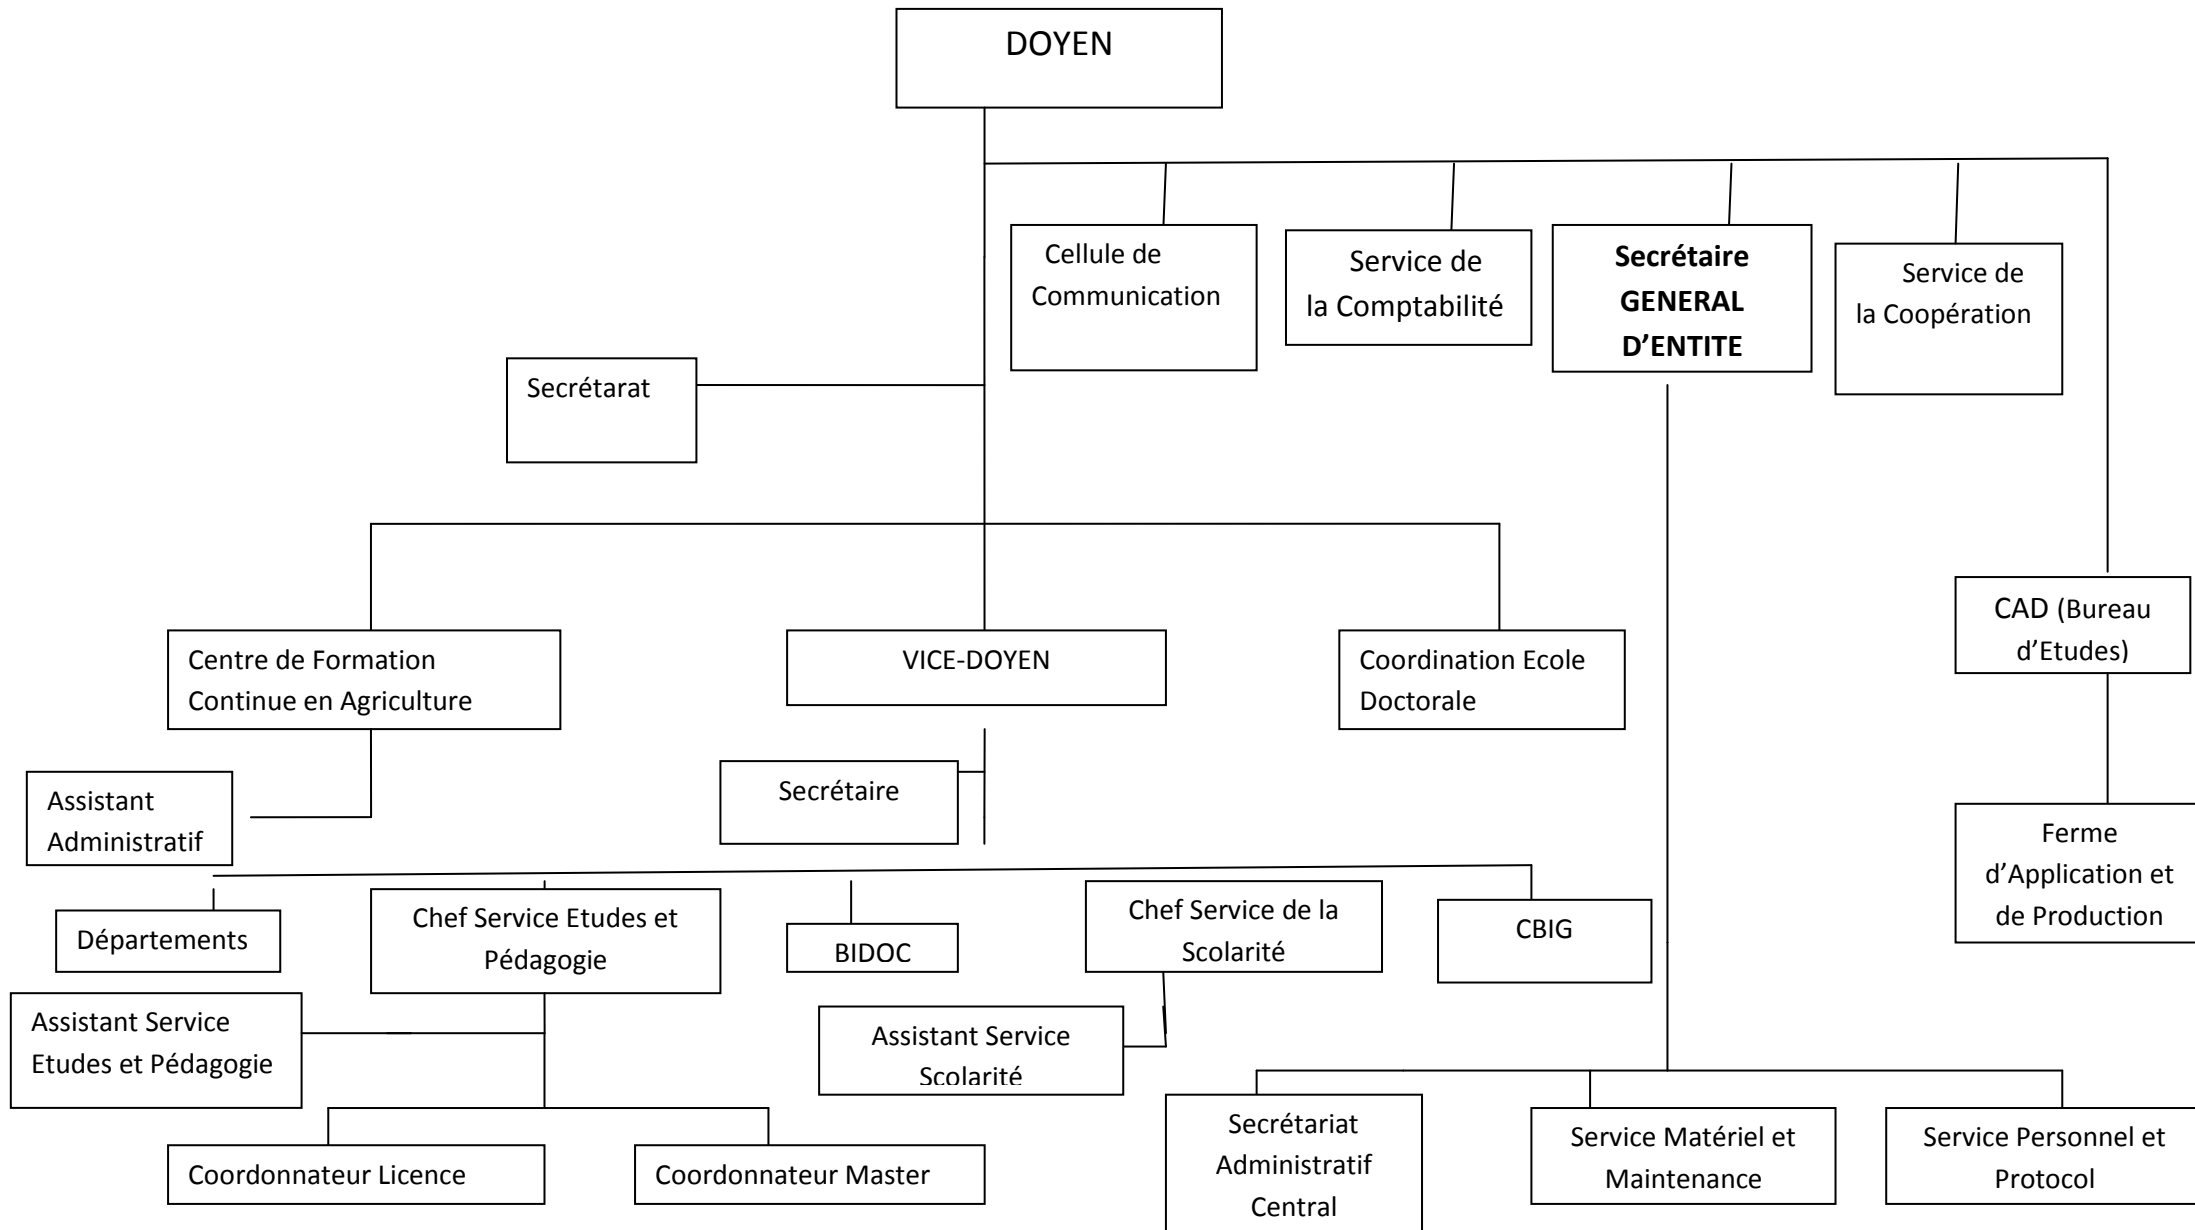 DOYEN
Cellule de
Communication
Service de
la Comptabilité
Secrétaire
GENERAL
D’ENTITE
Service de
la Coopération
Secrétarat
Centre de Formation
Continue en Agriculture
VICE-DOYEN
Coordination Ecole
Doctorale
CAD (Bureau
d’Etudes)
Assistant
Administratif
Secrétaire
Ferme
d’Application et
de Production
Départements
Chef Service Etudes et
Pédagogie
BIDOC
Chef Service de la
Scolarité
CBIG
Assistant Service
Etudes et Pédagogie
Assistant Service
Scolarité
Coordonnateur Licence
Coordonnateur Master
Secrétariat
Administratif
Central
Service Matériel et
Maintenance
Service Personnel et
Protocol